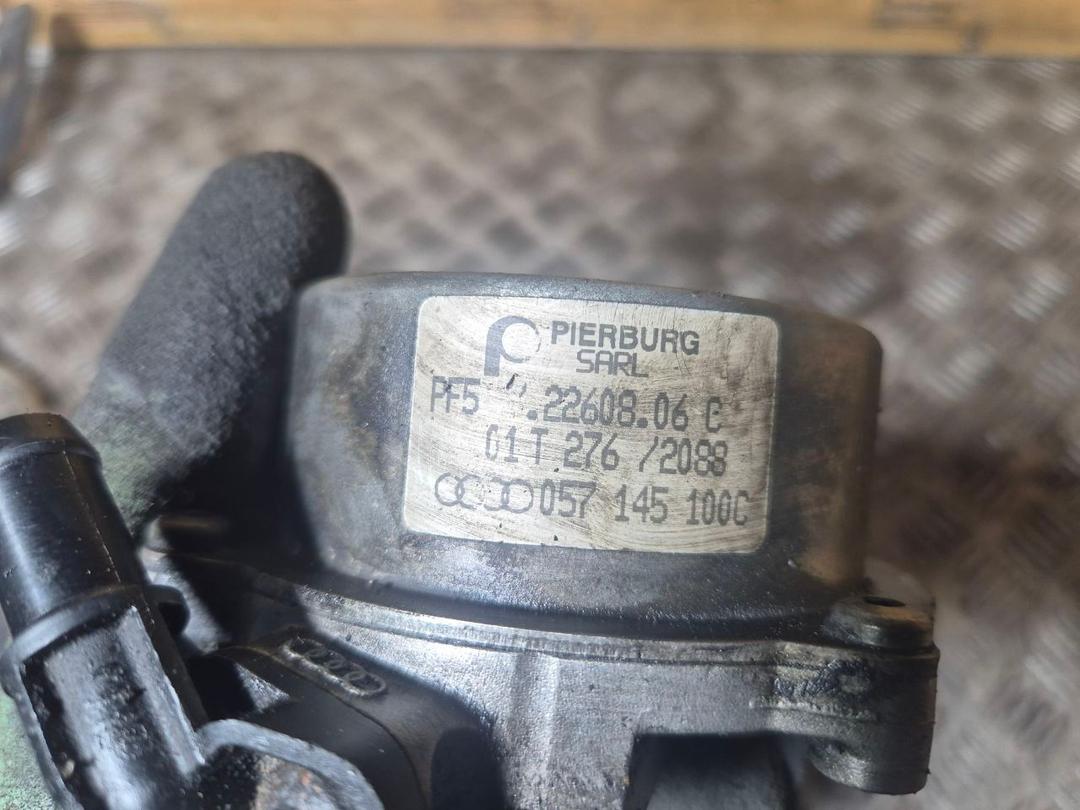 PIERBURG
SARL
PF5 .22608.06 C
01T 276 /2088
057 145 100C